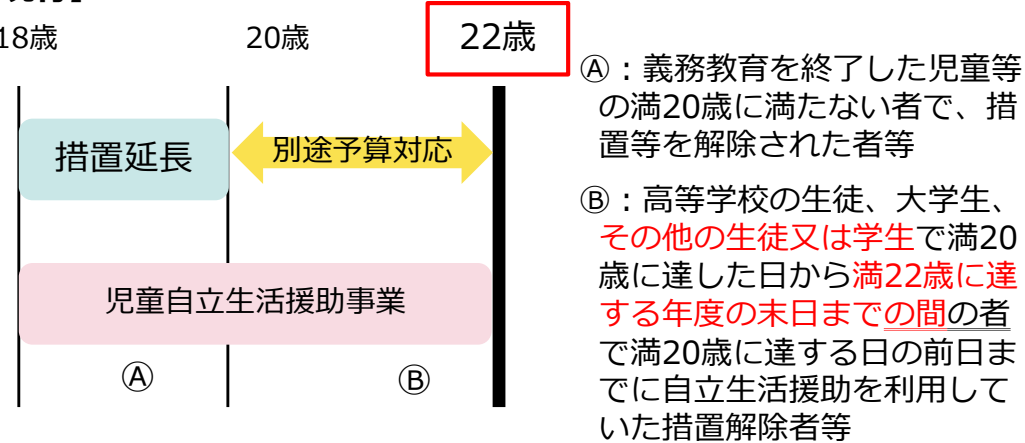 18歳
20歳
22歳
措置延長
別途予算対応
児童自立生活援助事業
Ⓐ
Ⓑ
Ⓐ:義務教育を終了した児童等
の満20歳に満たない者で、措
置等を解除された者等
Ⓑ:高等学校の生徒、大学生、
その他の生徒又は学生で満20
歳に達した日から満22歳に達
する年度の末日までの間の者
で満20歳に達する日の前日ま
でに自立生活援助を利用して
いた措置解除者等